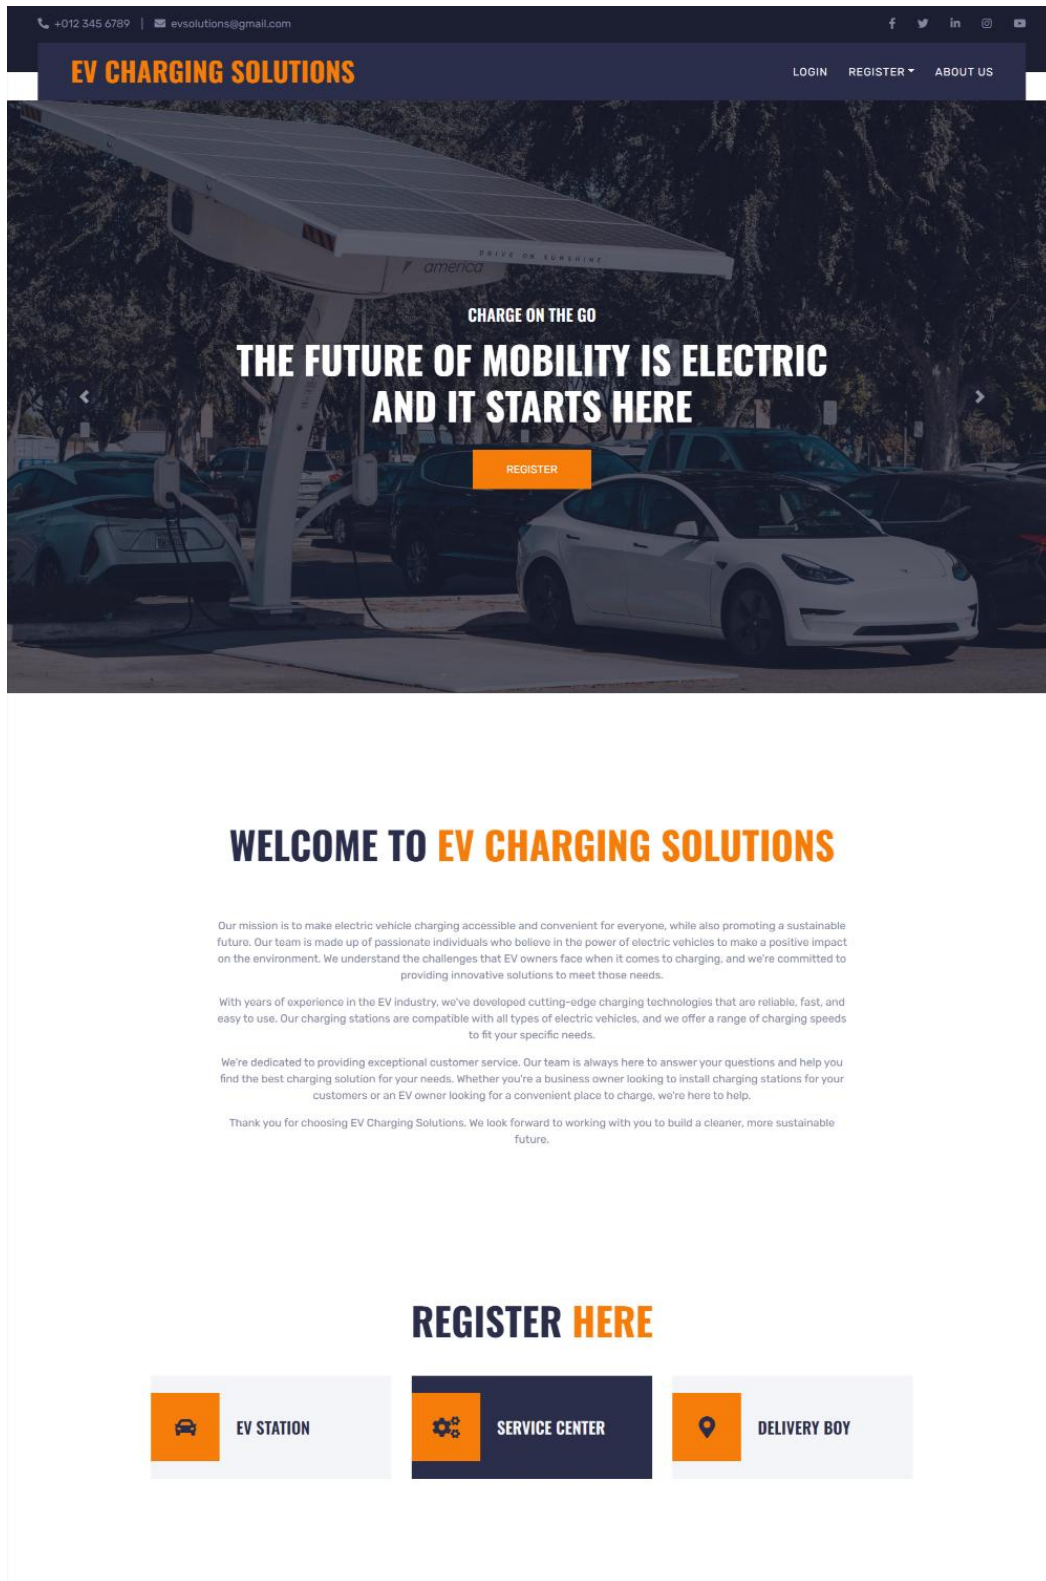 +012 345 6789 | evsolutions@gmail.com
EV CHARGING SOLUTIONS
LOGIN REGISTER ABOUT US
DRIVE ON SUNSHINE
america
CHARGE ON THE GO
THE FUTURE OF MOBILITY IS ELECTRIC
AND IT STARTS HERE
REGISTER
WELCOME TO EV CHARGING SOLUTIONS
Our mission is to make electric vehicle charging accessible and convenient for everyone, while also promoting a sustainable
future. Our team is made up of passionate individuals who believe in the power of electric vehicles to make a positive impact
on the environment. We understand the challenges that EV owners face when it comes to charging, and we're committed to
providing innovative solutions to meet those needs.
With years of experience in the EV industry, we've developed cutting-edge charging technologies that are reliable, fast, and
easy to use. Our charging stations are compatible with all types of electric vehicles, and we offer a range of charging speeds
to fit your specific needs.
We're dedicated to providing exceptional customer service. Our team is always here to answer your questions and help you
find the best charging solution for your needs. Whether you're a business owner looking to install charging stations for your
customers or an EV owner looking for a convenient place to charge, we're here to help.
Thank you for choosing EV Charging Solutions. We look forward to working with you to build a cleaner, more sustainable
future.
REGISTER HERE
EV STATION
SERVICE CENTER
DELIVERY BOY